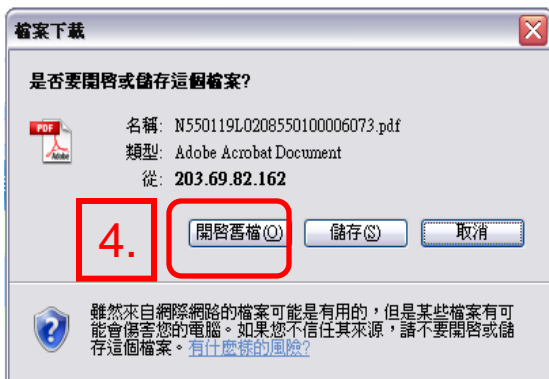 檔案下載
是否要開啓或儲存這個檔案?
PDF
Adobe
名稱: N550119L0208550100006073.pdf
類型: Adobe Acrobat Document
從: 203.69.82.162
4.
開啓舊檔(O) 儲存(S) 取消
雖然來自網際網路的檔案可能是有用的,但是某些檔案有可
能會傷害您的電腦。如果您不信任其來源,請不要開啓或儲
存這個檔案。有什麼樣的風險?